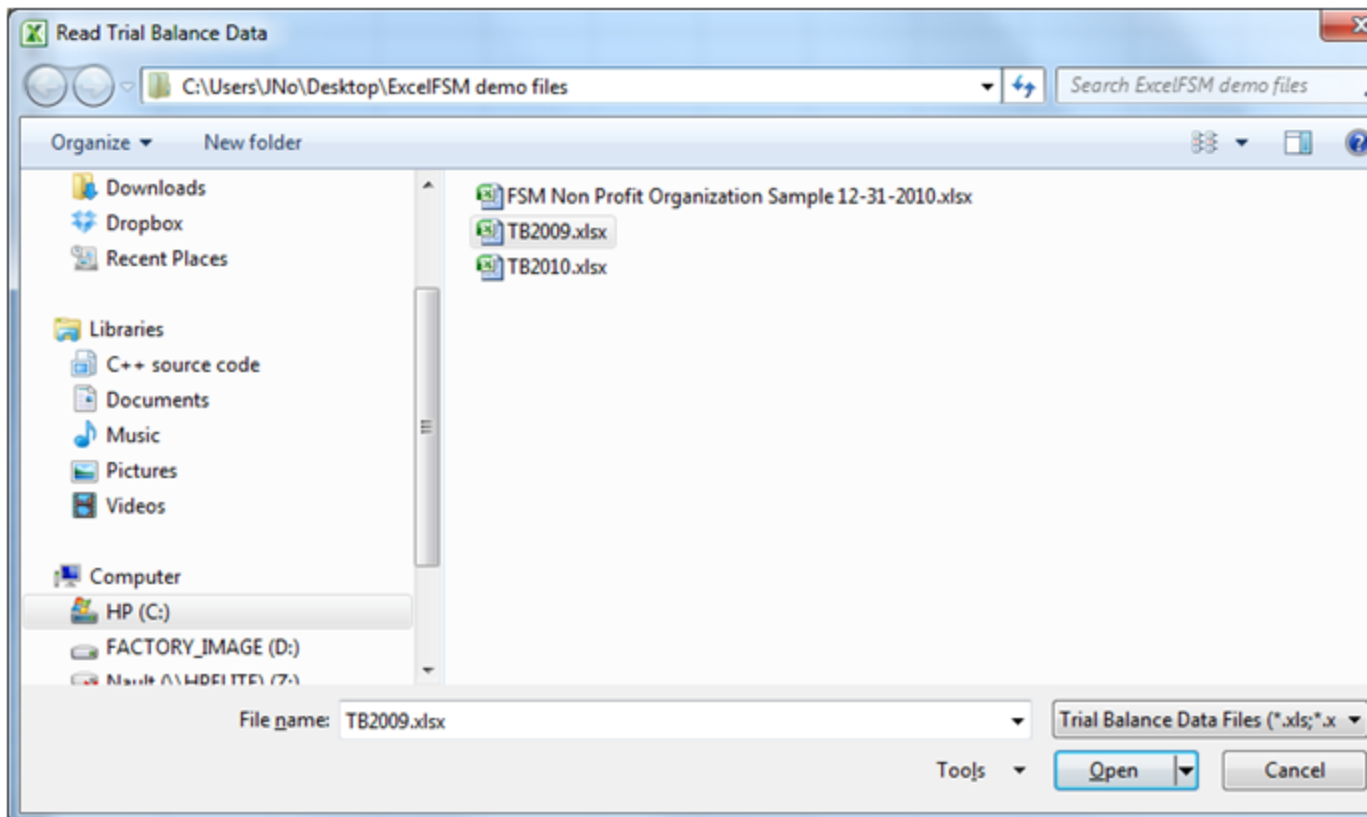 Read Trial Balance Data
C:\Users\JNo\Desktop\ExcelFSM demo files
Search ExcelFSM demo files
Organize
New folder
Downloads
Dropbox
Recent Places
Libraries
C++ source code
Documents
Music
Pictures
Videos
Computer
HP (C:)
FACTORY_IMAGE (D:)
Nault (\\HPELITE) (Z:)
FSM Non Profit Organization Sample 12-31-2010.xlsx
TB2009.xlsx
TB2010.xlsx
File name: TB2009.xlsx
Trial Balance Data Files (*.xls;*.x
Tools
Open
Cancel